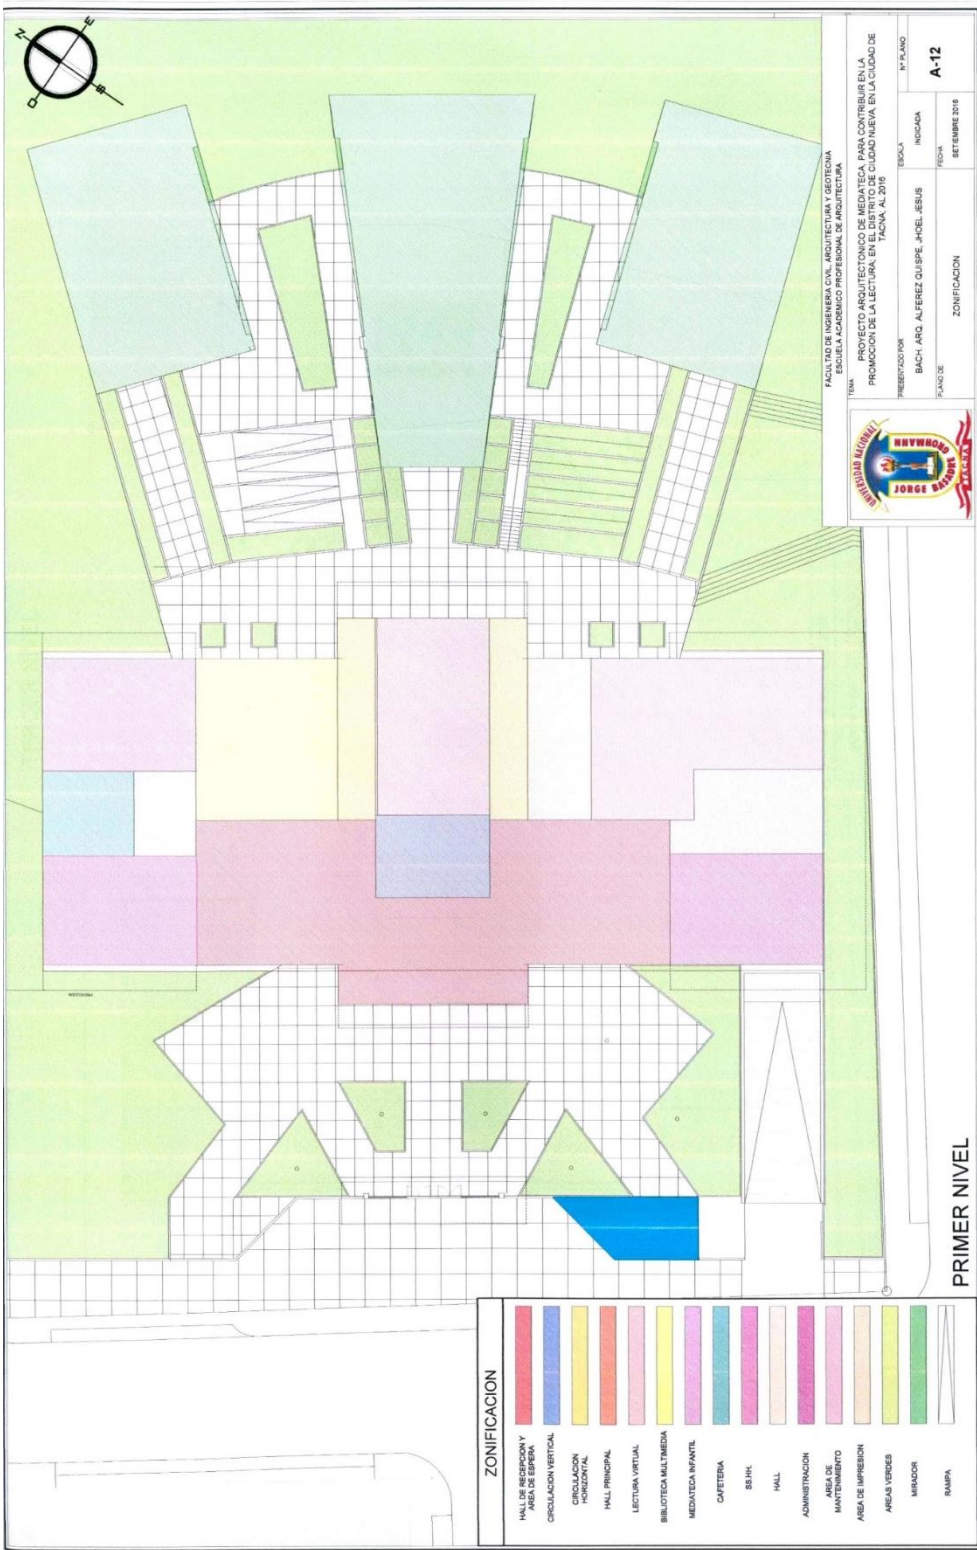 N
E
S
O
FACULTAD DE INGENIERIA CIVIL, ARQUITECTURA Y GEOTECNIA
ESCUELA ACADEMICO PROFESIONAL DE ARQUITECTURA
TEMA
PROYECTO ARQUITECTONICO DE MEDIATECA, PARA CONTRIBUIR EN LA
PROMOCION DE LA LECTURA; EN EL DISTRITO DE CIUDAD NUEVA, EN LA CIUDAD DE
TACNA, AL 2016
PRESENTADO POR
BACH. ARQ. ALFEREZ QUISPE, JHOEL JESUS
ESCALA
INDICADA
Nº PLANO
A-12
PLANO DE
ZONIFICACION
FECHA
SETIEMBRE 2016
UNIVERSIDAD NACIONAL
JORGE BASADRE
GROHMANN
TACNA
PROYECCION
PRIMER NIVEL
ZONIFICACION
HALL DE RECEPCION Y
AREA DE ESPERA
CIRCULACION VERTICAL
CIRCULACION
HORIZONTAL
HALL PRINCIPAL
LECTURA VIRTUAL
BIBLIOTECA MULTIMEDIA
MEDIATECA INFANTIL
CAFETERIA
SS.HH.
HALL
ADMINISTRACION
AREA DE
MANTENIMIENTO
AREA DE IMPRESION
AREAS VERDES
MIRADOR
RAMPA